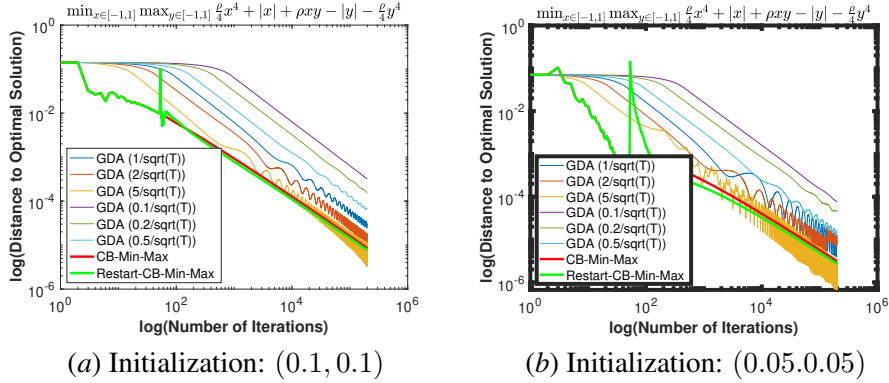 min_{x∈[-1,1]} max_{y∈[-1,1]} ρ/4 x^4 + |x| + ρxy − |y| − ρ/4 y^4
10^0
10^-2
10^-4
10^-6
log(Distance to Optimal Solution)
GDA (1/sqrt(T))
GDA (2/sqrt(T))
GDA (5/sqrt(T))
GDA (0.1/sqrt(T))
GDA (0.2/sqrt(T))
GDA (0.5/sqrt(T))
CB-Min-Max
Restart-CB-Min-Max
10^0 10^2 10^4 10^6
log(Number of Iterations)
(a) Initialization: (0.1, 0.1)
min_{x∈[-1,1]} max_{y∈[-1,1]} ρ/4 x^4 + |x| + ρxy − |y| − ρ/4 y^4
10^0
10^-2
10^-4
10^-6
log(Distance to Optimal Solution)
GDA (1/sqrt(T))
GDA (2/sqrt(T))
GDA (5/sqrt(T))
GDA (0.1/sqrt(T))
GDA (0.2/sqrt(T))
GDA (0.5/sqrt(T))
CB-Min-Max
Restart-CB-Min-Max
10^0 10^2 10^4 10^6
log(Number of Iterations)
(b) Initialization: (0.05.0.05)